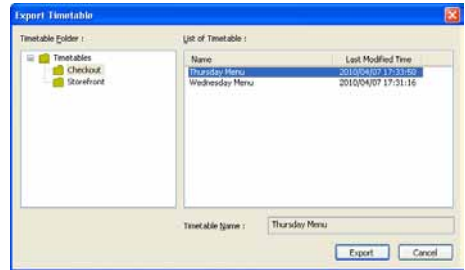 Export Timetable
Timetable Folder :
Timetables
Checkout
Storefront
List of Timetable :
Name Last Modified Time
Thursday Menu 2010/04/07 17:33:50
Wednesday Menu 2010/04/07 17:31:16
Timetable Name : Thursday Menu
Export Cancel